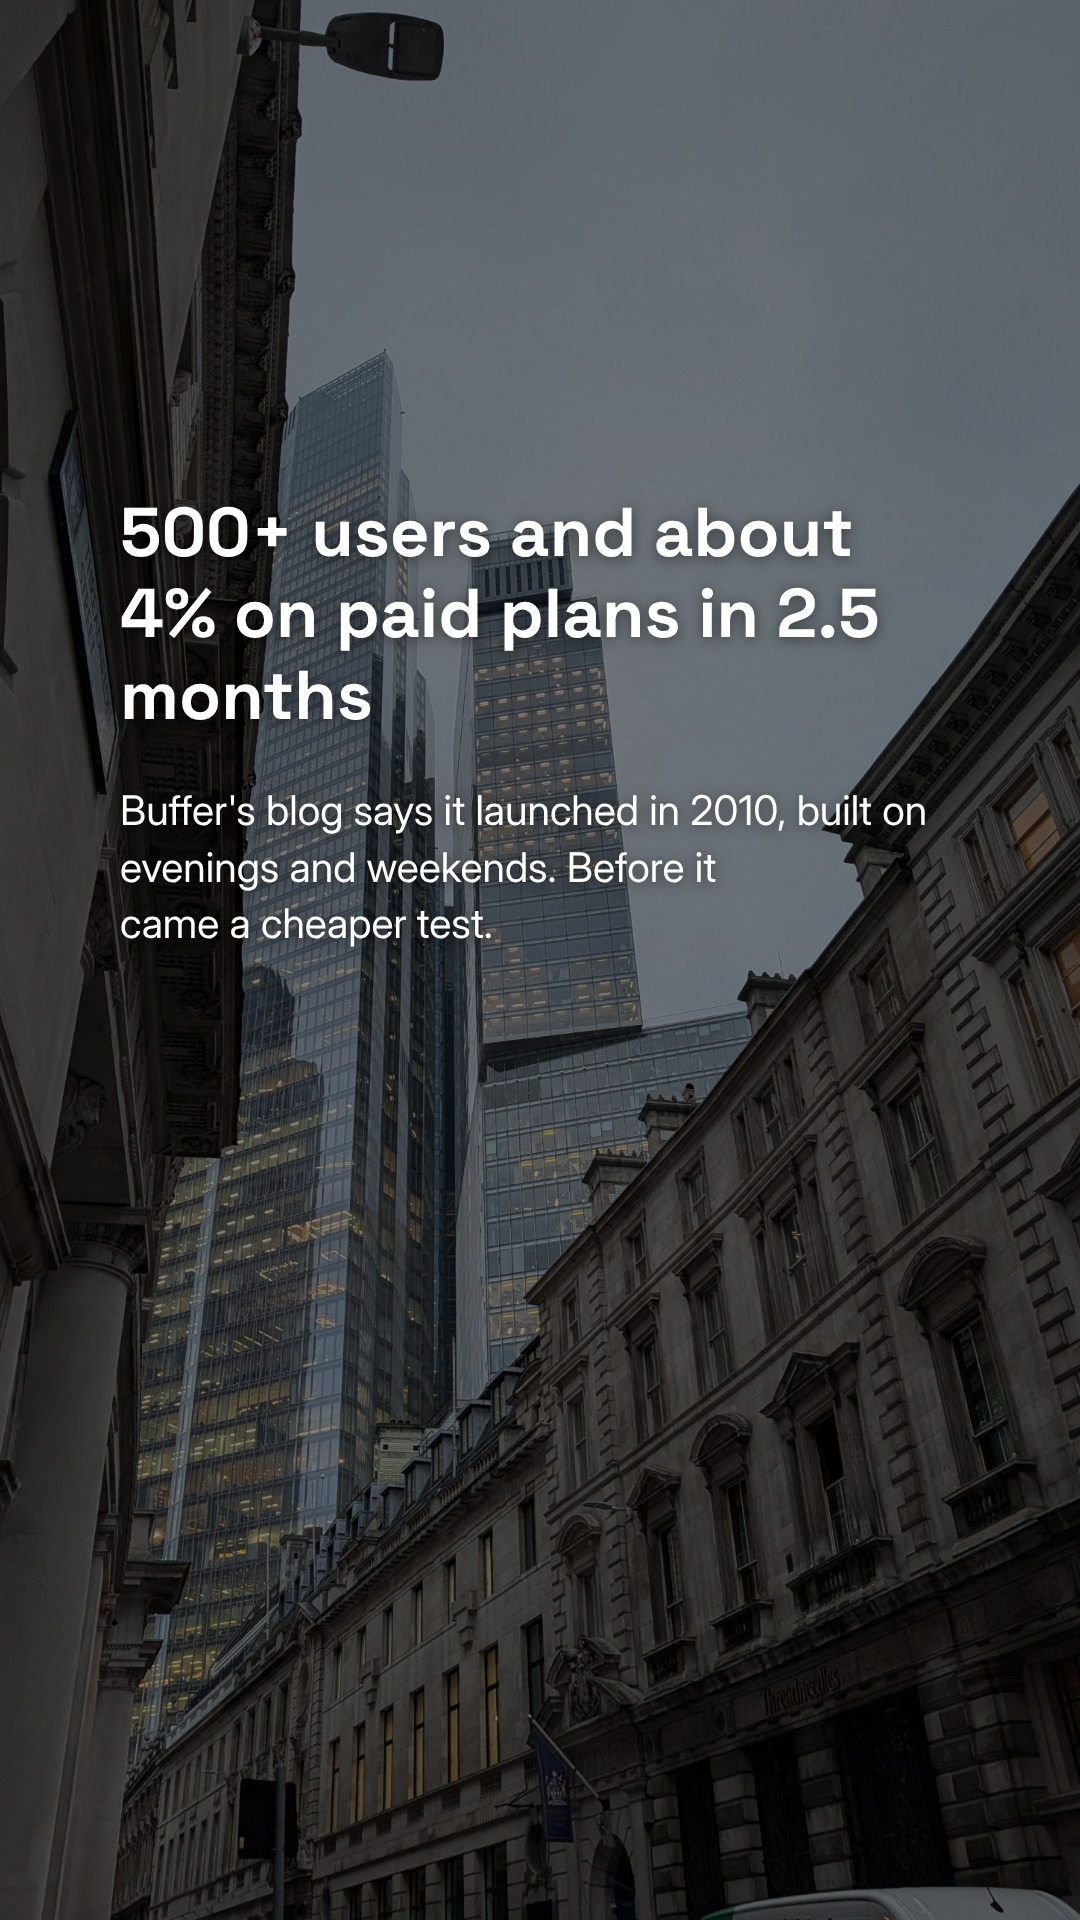 500+ users and about
4% on paid plans in 2.5
months
Buffer's blog says it launched in 2010, built on
evenings and weekends. Before it
came a cheaper test.
Threadneedles